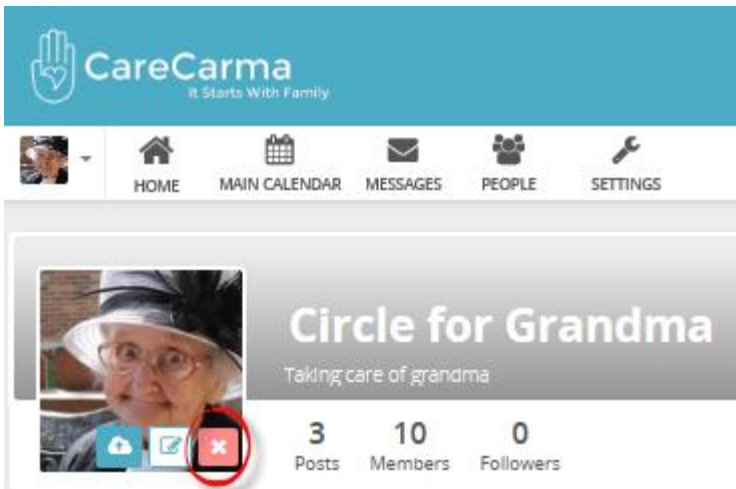 CareCarma
It Starts With Family
HOME
MAIN CALENDAR
MESSAGES
PEOPLE
SETTINGS
Circle for Grandma
Taking care of grandma
3 10 0
Posts Members Followers